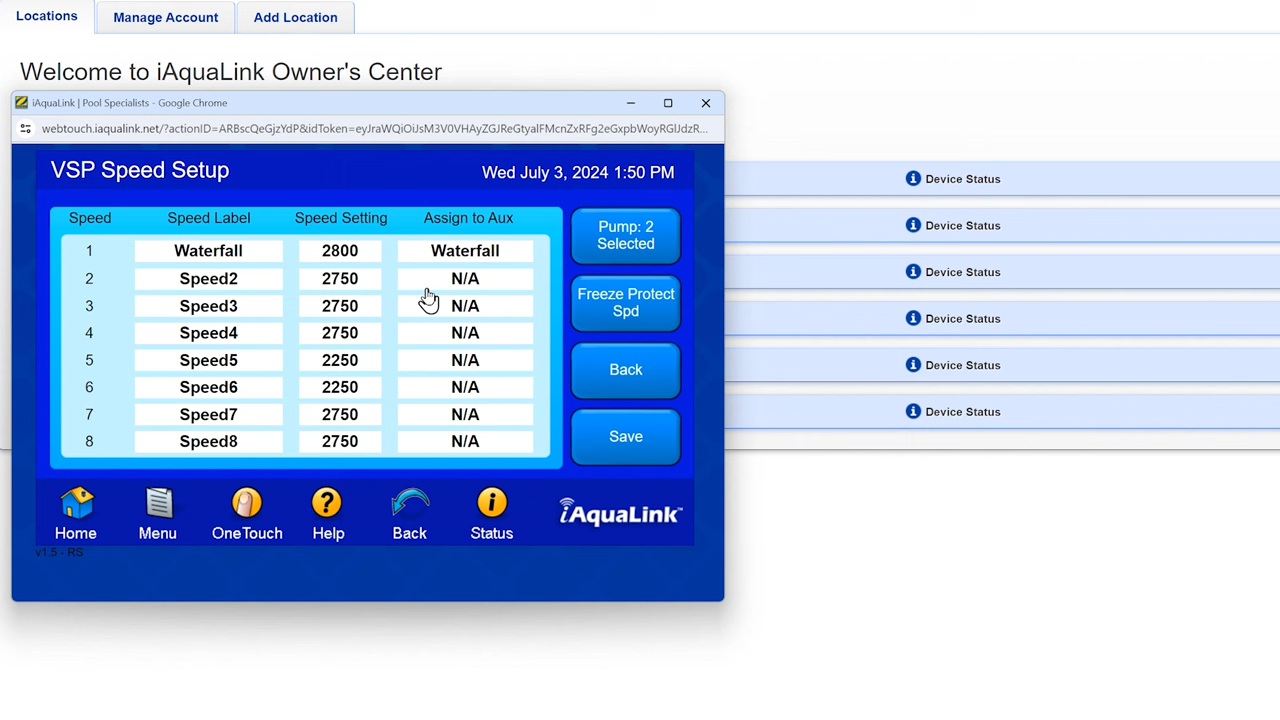 Locations Manage Account Add Location
Welcome to iAquaLink Owner's Center
iAquaLink | Pool Specialists - Google Chrome
VSP Speed Setup Wed July 3, 2024 1:50 PM
Speed Speed Label Speed Setting Assign to Aux
1 Waterfall 2800 Waterfall
2 Speed2 2750 N/A
3 Speed3 2750 N/A
4 Speed4 2750 N/A
5 Speed5 2250 N/A
6 Speed6 2250 N/A
7 Speed7 2750 N/A
8 Speed8 2750 N/A
Pump: 2
Selected
Freeze Protect
Spd
Back
Save
Home Menu OneTouch Help Back Status iAquaLink™
v1.5 - RS
Device Status
Device Status
Device Status
Device Status
Device Status
Device Status